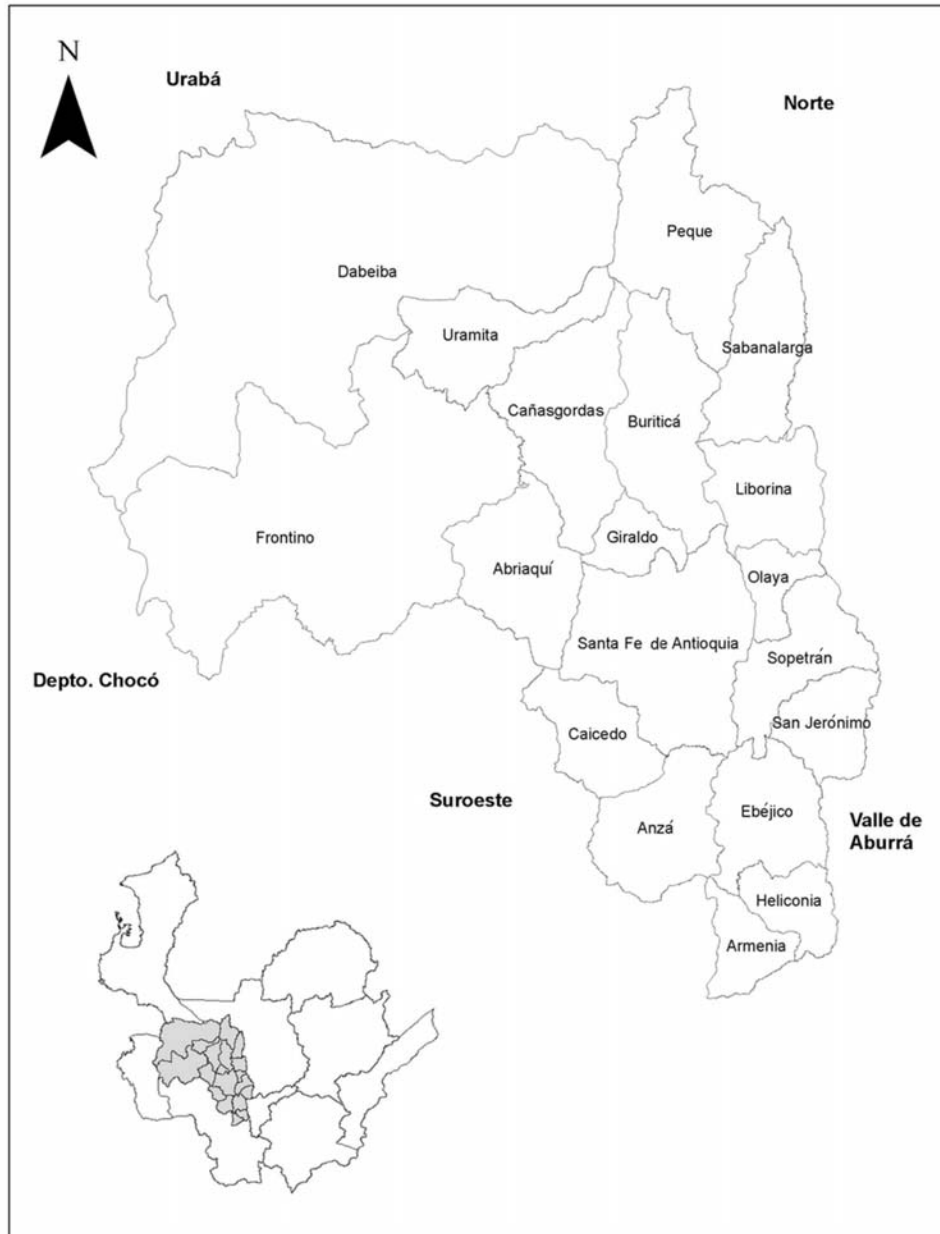 N
Urabá
Norte
Peque
Dabeiba
Uramita
Sabanalarga
Cañasgordas
Buriticá
Liborina
Frontino
Giraldo
Abriaquí
Olaya
Santa Fe de Antioquia
Sopetrán
Depto. Chocó
San Jerónimo
Caicedo
Suroeste
Anzá
Ebéjico
Valle de
Aburrá
Heliconia
Armenia